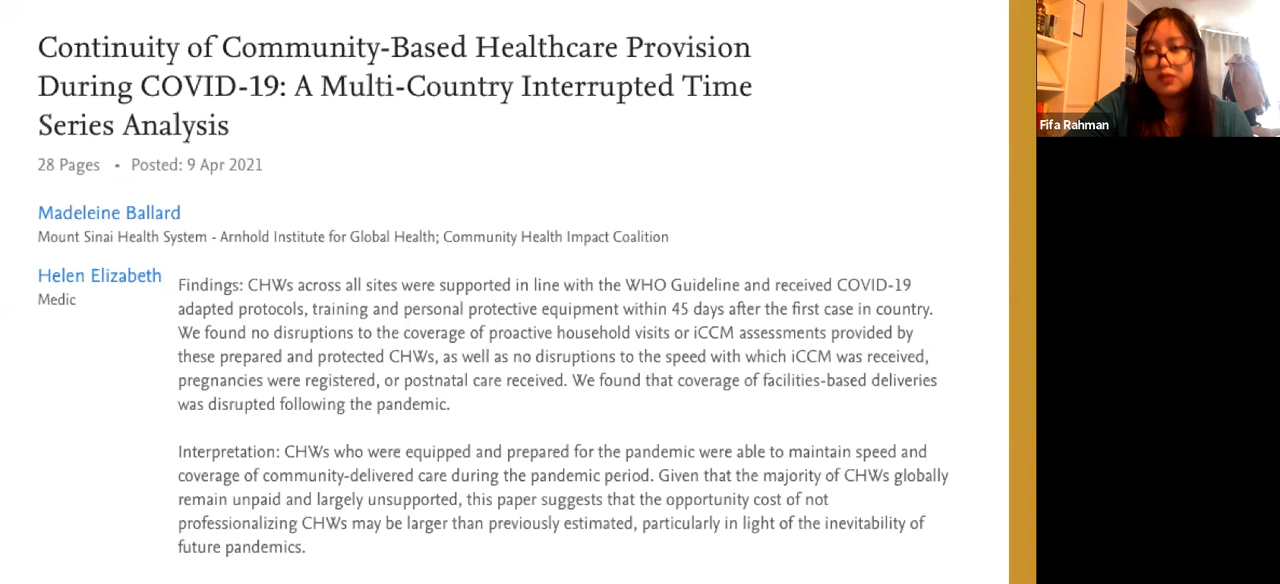 Continuity of Community-Based Healthcare Provision
During COVID-19: A Multi-Country Interrupted Time
Series Analysis
28 Pages • Posted: 9 Apr 2021
Madeleine Ballard
Mount Sinai Health System - Arnhold Institute for Global Health; Community Health Impact Coalition
Helen Elizabeth
Medic
Findings: CHWs across all sites were supported in line with the WHO Guideline and received COVID-19
adapted protocols, training and personal protective equipment within 45 days after the first case in country.
We found no disruptions to the coverage of proactive household visits or iCCM assessments provided by
these prepared and protected CHWs, as well as no disruptions to the speed with which iCCM was received,
pregnancies were registered, or postnatal care received. We found that coverage of facilities-based deliveries
was disrupted following the pandemic.
Interpretation: CHWs who were equipped and prepared for the pandemic were able to maintain speed and
coverage of community-delivered care during the pandemic period. Given that the majority of CHWs globally
remain unpaid and largely unsupported, this paper suggests that the opportunity cost of not
professionalizing CHWs may be larger than previously estimated, particularly in light of the inevitability of
future pandemics.
Fifa Rahman